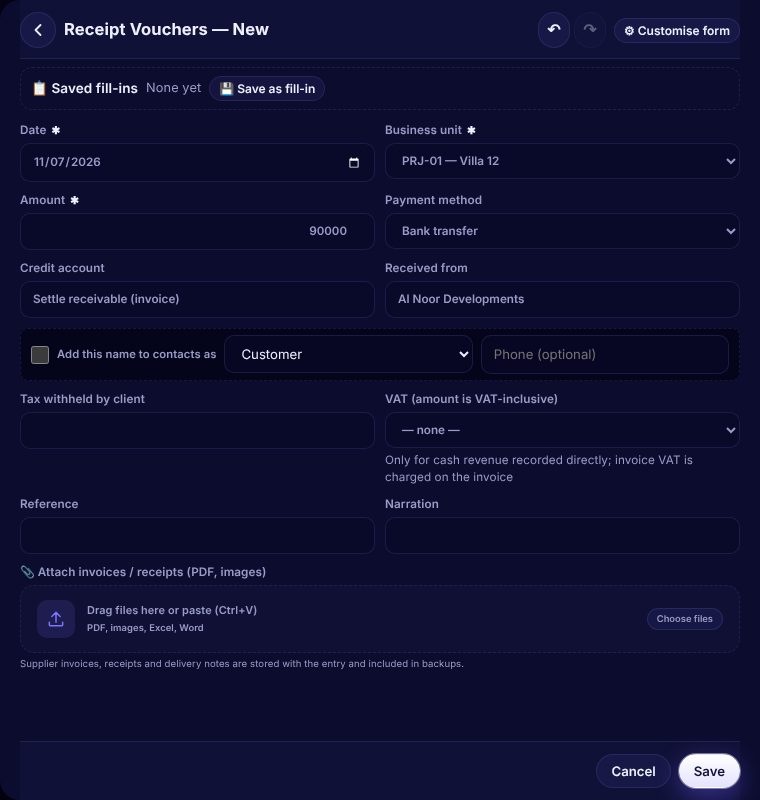 Receipt Vouchers — New
⚙ Customise form
📋 Saved fill-ins None yet 💾 Save as fill-in
Date ✱
Business unit ✱
11/07/2026
PRJ-01 — Villa 12
Amount ✱
Payment method
90000
Bank transfer
Credit account
Received from
Settle receivable (invoice)
Al Noor Developments
Add this name to contacts as Customer Phone (optional)
Tax withheld by client
VAT (amount is VAT-inclusive)
— none —
Only for cash revenue recorded directly; invoice VAT is
charged on the invoice
Reference
Narration
📎 Attach invoices / receipts (PDF, images)
Drag files here or paste (Ctrl+V)
PDF, images, Excel, Word
Choose files
Supplier invoices, receipts and delivery notes are stored with the entry and included in backups.
Cancel
Save